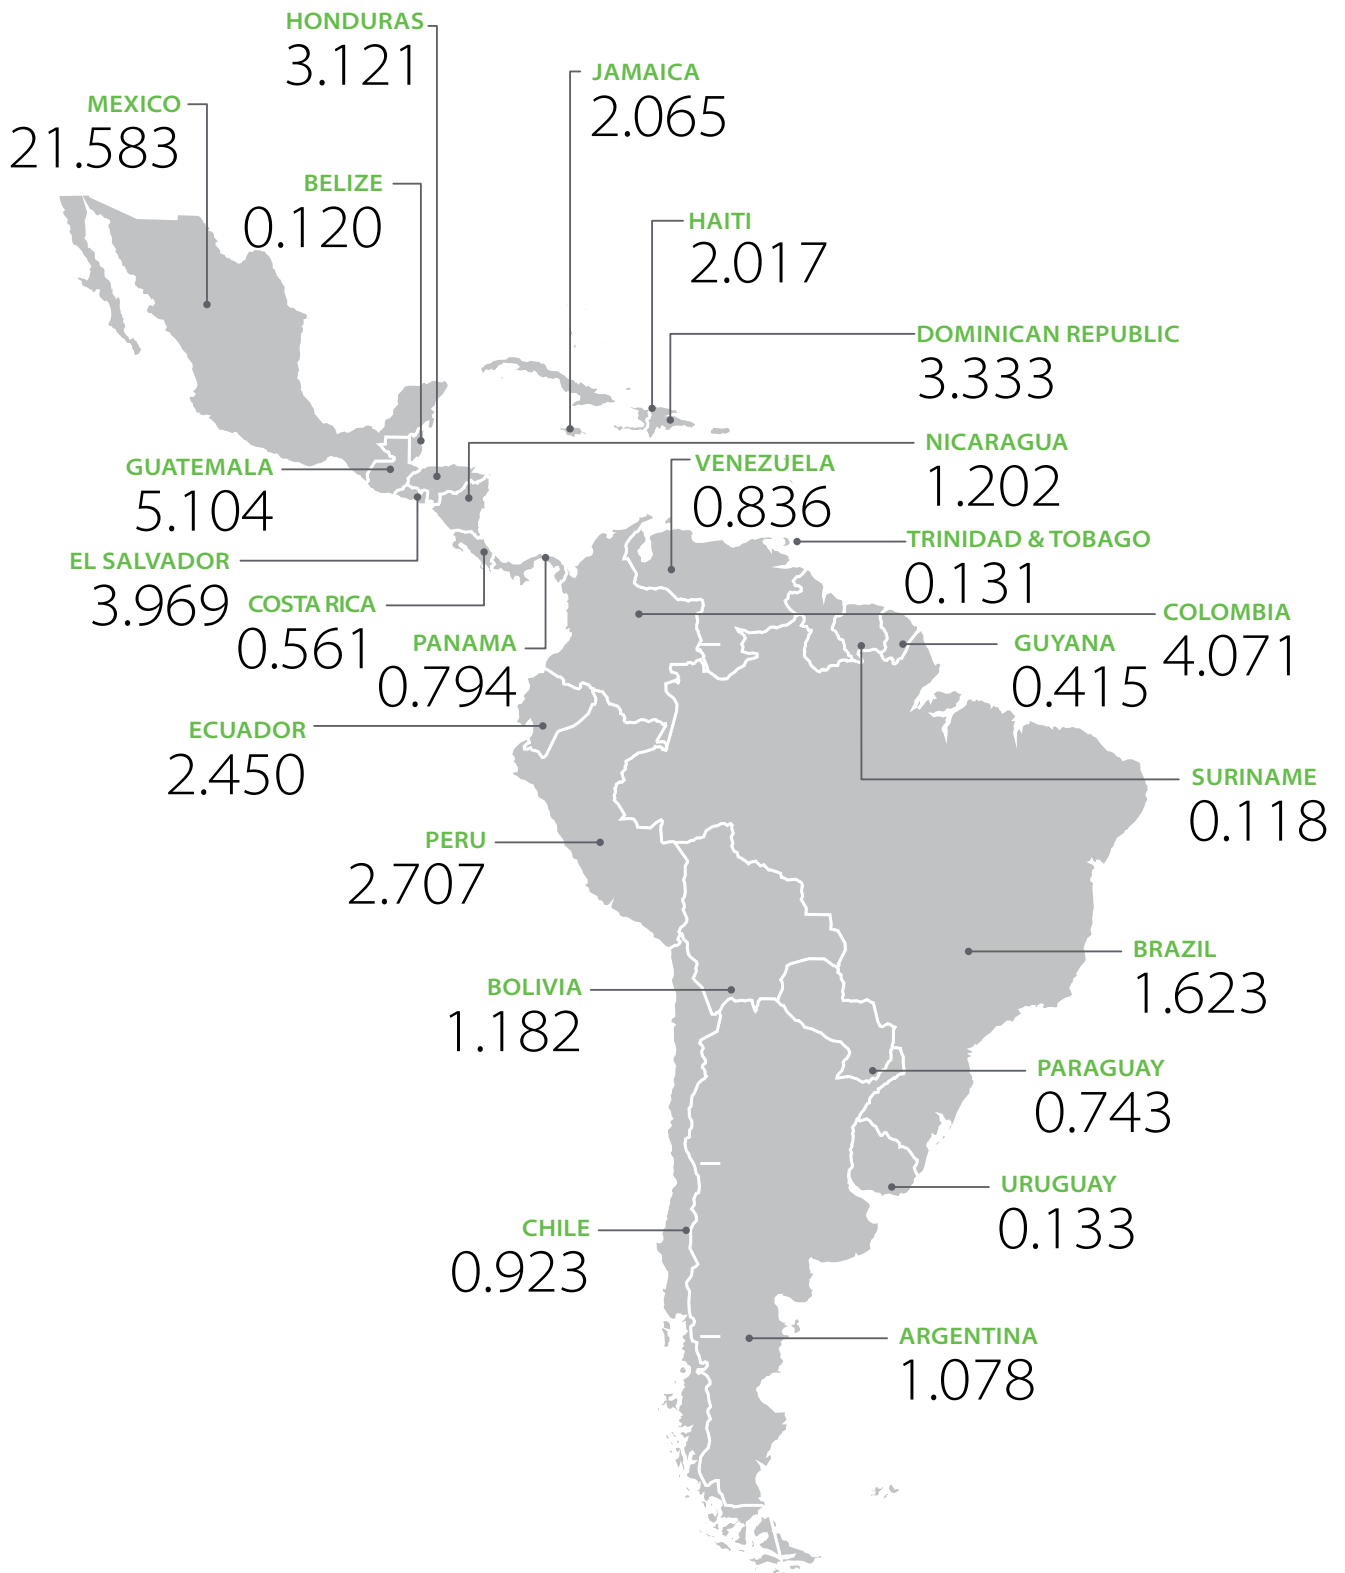 HONDURAS
3.121
JAMAICA
2.065
MEXICO
21.583
BELIZE
0.120
HAITI
2.017
DOMINICAN REPUBLIC
3.333
NICARAGUA
1.202
GUATEMALA
5.104
VENEZUELA
0.836
TRINIDAD & TOBAGO
0.131
EL SALVADOR
3.969
COSTA RICA
0.561
COLOMBIA
4.071
PANAMA
0.794
GUYANA
0.415
ECUADOR
2.450
SURINAME
0.118
PERU
2.707
BRAZIL
1.623
BOLIVIA
1.182
PARAGUAY
0.743
URUGUAY
0.133
CHILE
0.923
ARGENTINA
1.078